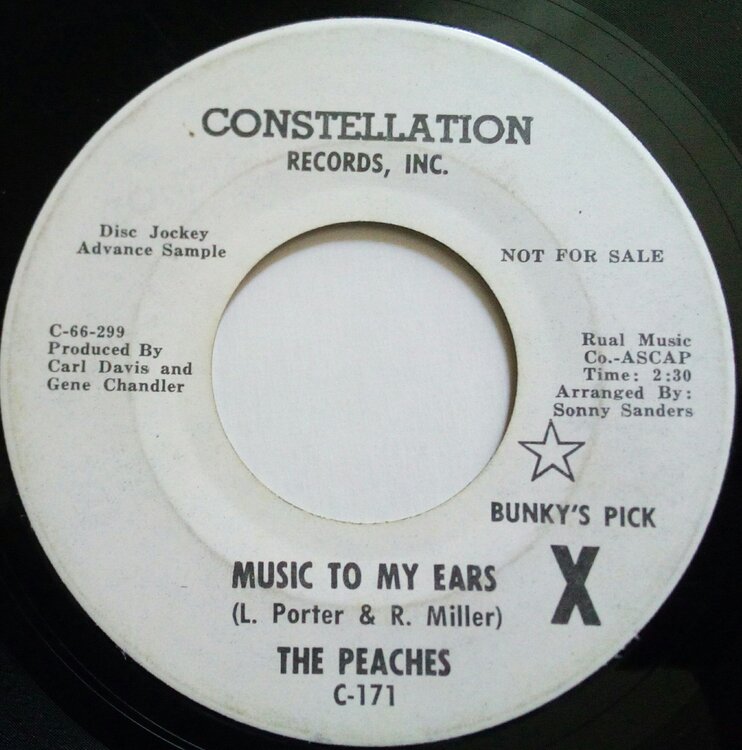 CONSTELLATION
RECORDS, INC.
Disc Jockey
Advance Sample
NOT FOR SALE
C-66-299
Produced By
Carl Davis and
Gene Chandler
Rual Music
Co.-ASCAP
Time: 2:30
Arranged By:
Sonny Sanders
BUNKY'S PICK
X
MUSIC TO MY EARS
(L. Porter & R. Miller)
THE PEACHES
C-171